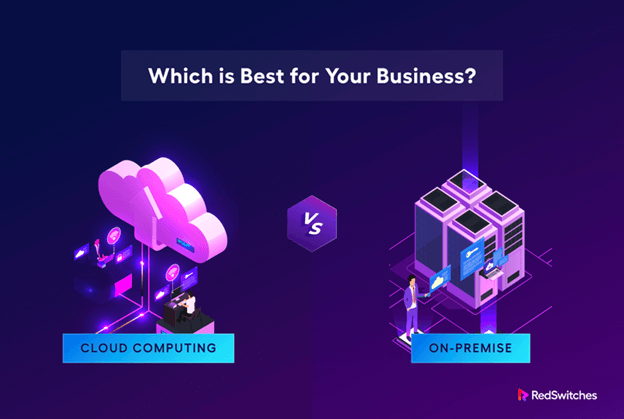 Which is Best for Your Business?
VS
CLOUD COMPUTING
ON-PREMISE
RedSwitches